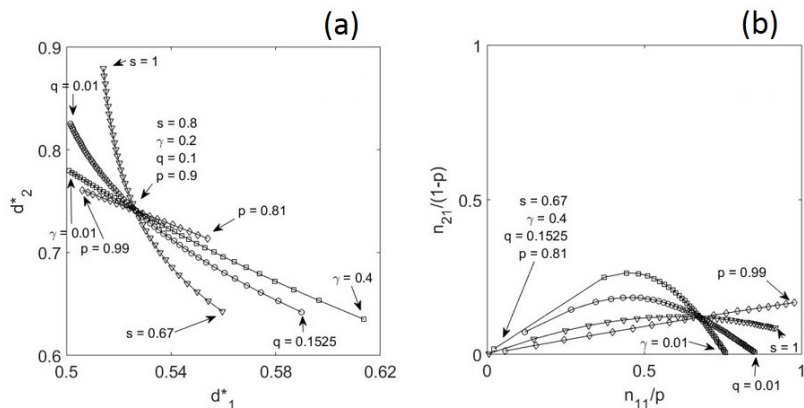 (a)
0.9
0.8
0.7
0.6
d*2
0.5
0.54
0.58
0.62
d*1
q = 0.01
s = 1
s = 0.8
γ = 0.2
q = 0.1
p = 0.9
p = 0.81
γ = 0.01
p = 0.99
γ = 0.4
s = 0.67
q = 0.1525
(b)
1
0.5
0
n21/(1-p)
0
0.5
1
n11/p
s = 0.67
γ = 0.4
q = 0.1525
p = 0.81
p = 0.99
γ = 0.01
s = 1
q = 0.01